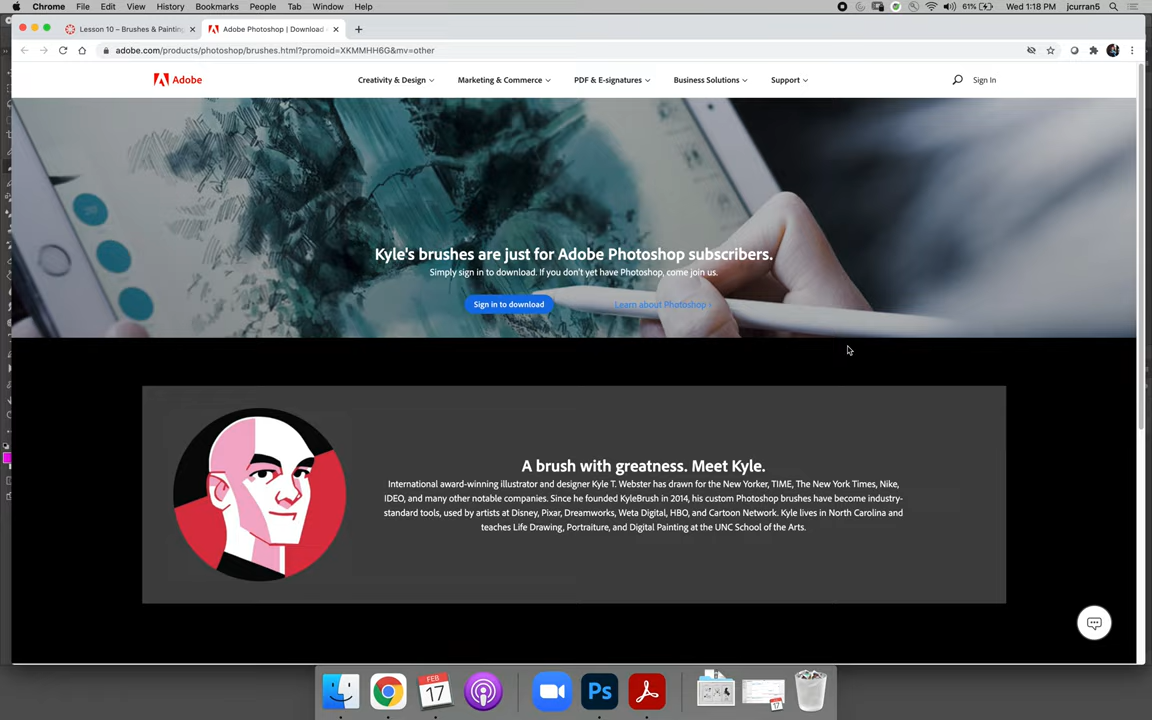 Chrome File Edit View History Bookmarks People Tab Window Help 61% Wed 1:18 PM jcurran5
Lesson 10 – Brushes & Painting
Adobe Photoshop | Download
adobe.com/products/photoshop/brushes.html?promoid=XKMMHH6G&mv=other
Adobe Creativity & Design Marketing & Commerce PDF & E-signatures Business Solutions Support Sign In
Kyle's brushes are just for Adobe Photoshop subscribers.
Simply sign in to download. If you don't yet have Photoshop, come join us.
Sign in to download Learn about Photoshop ›
A brush with greatness. Meet Kyle.
International award-winning illustrator and designer Kyle T. Webster has drawn for the New Yorker, TIME, The New York Times, Nike,
IDEO, and many other notable companies. Since he founded KyleBrush in 2014, his custom Photoshop brushes have become industry-
standard tools, used by artists at Disney, Pixar, Dreamworks, Weta Digital, HBO, and Cartoon Network. Kyle lives in North Carolina and
teaches Life Drawing, Portraiture, and Digital Painting at the UNC School of the Arts.
FEB
17
Ps
17